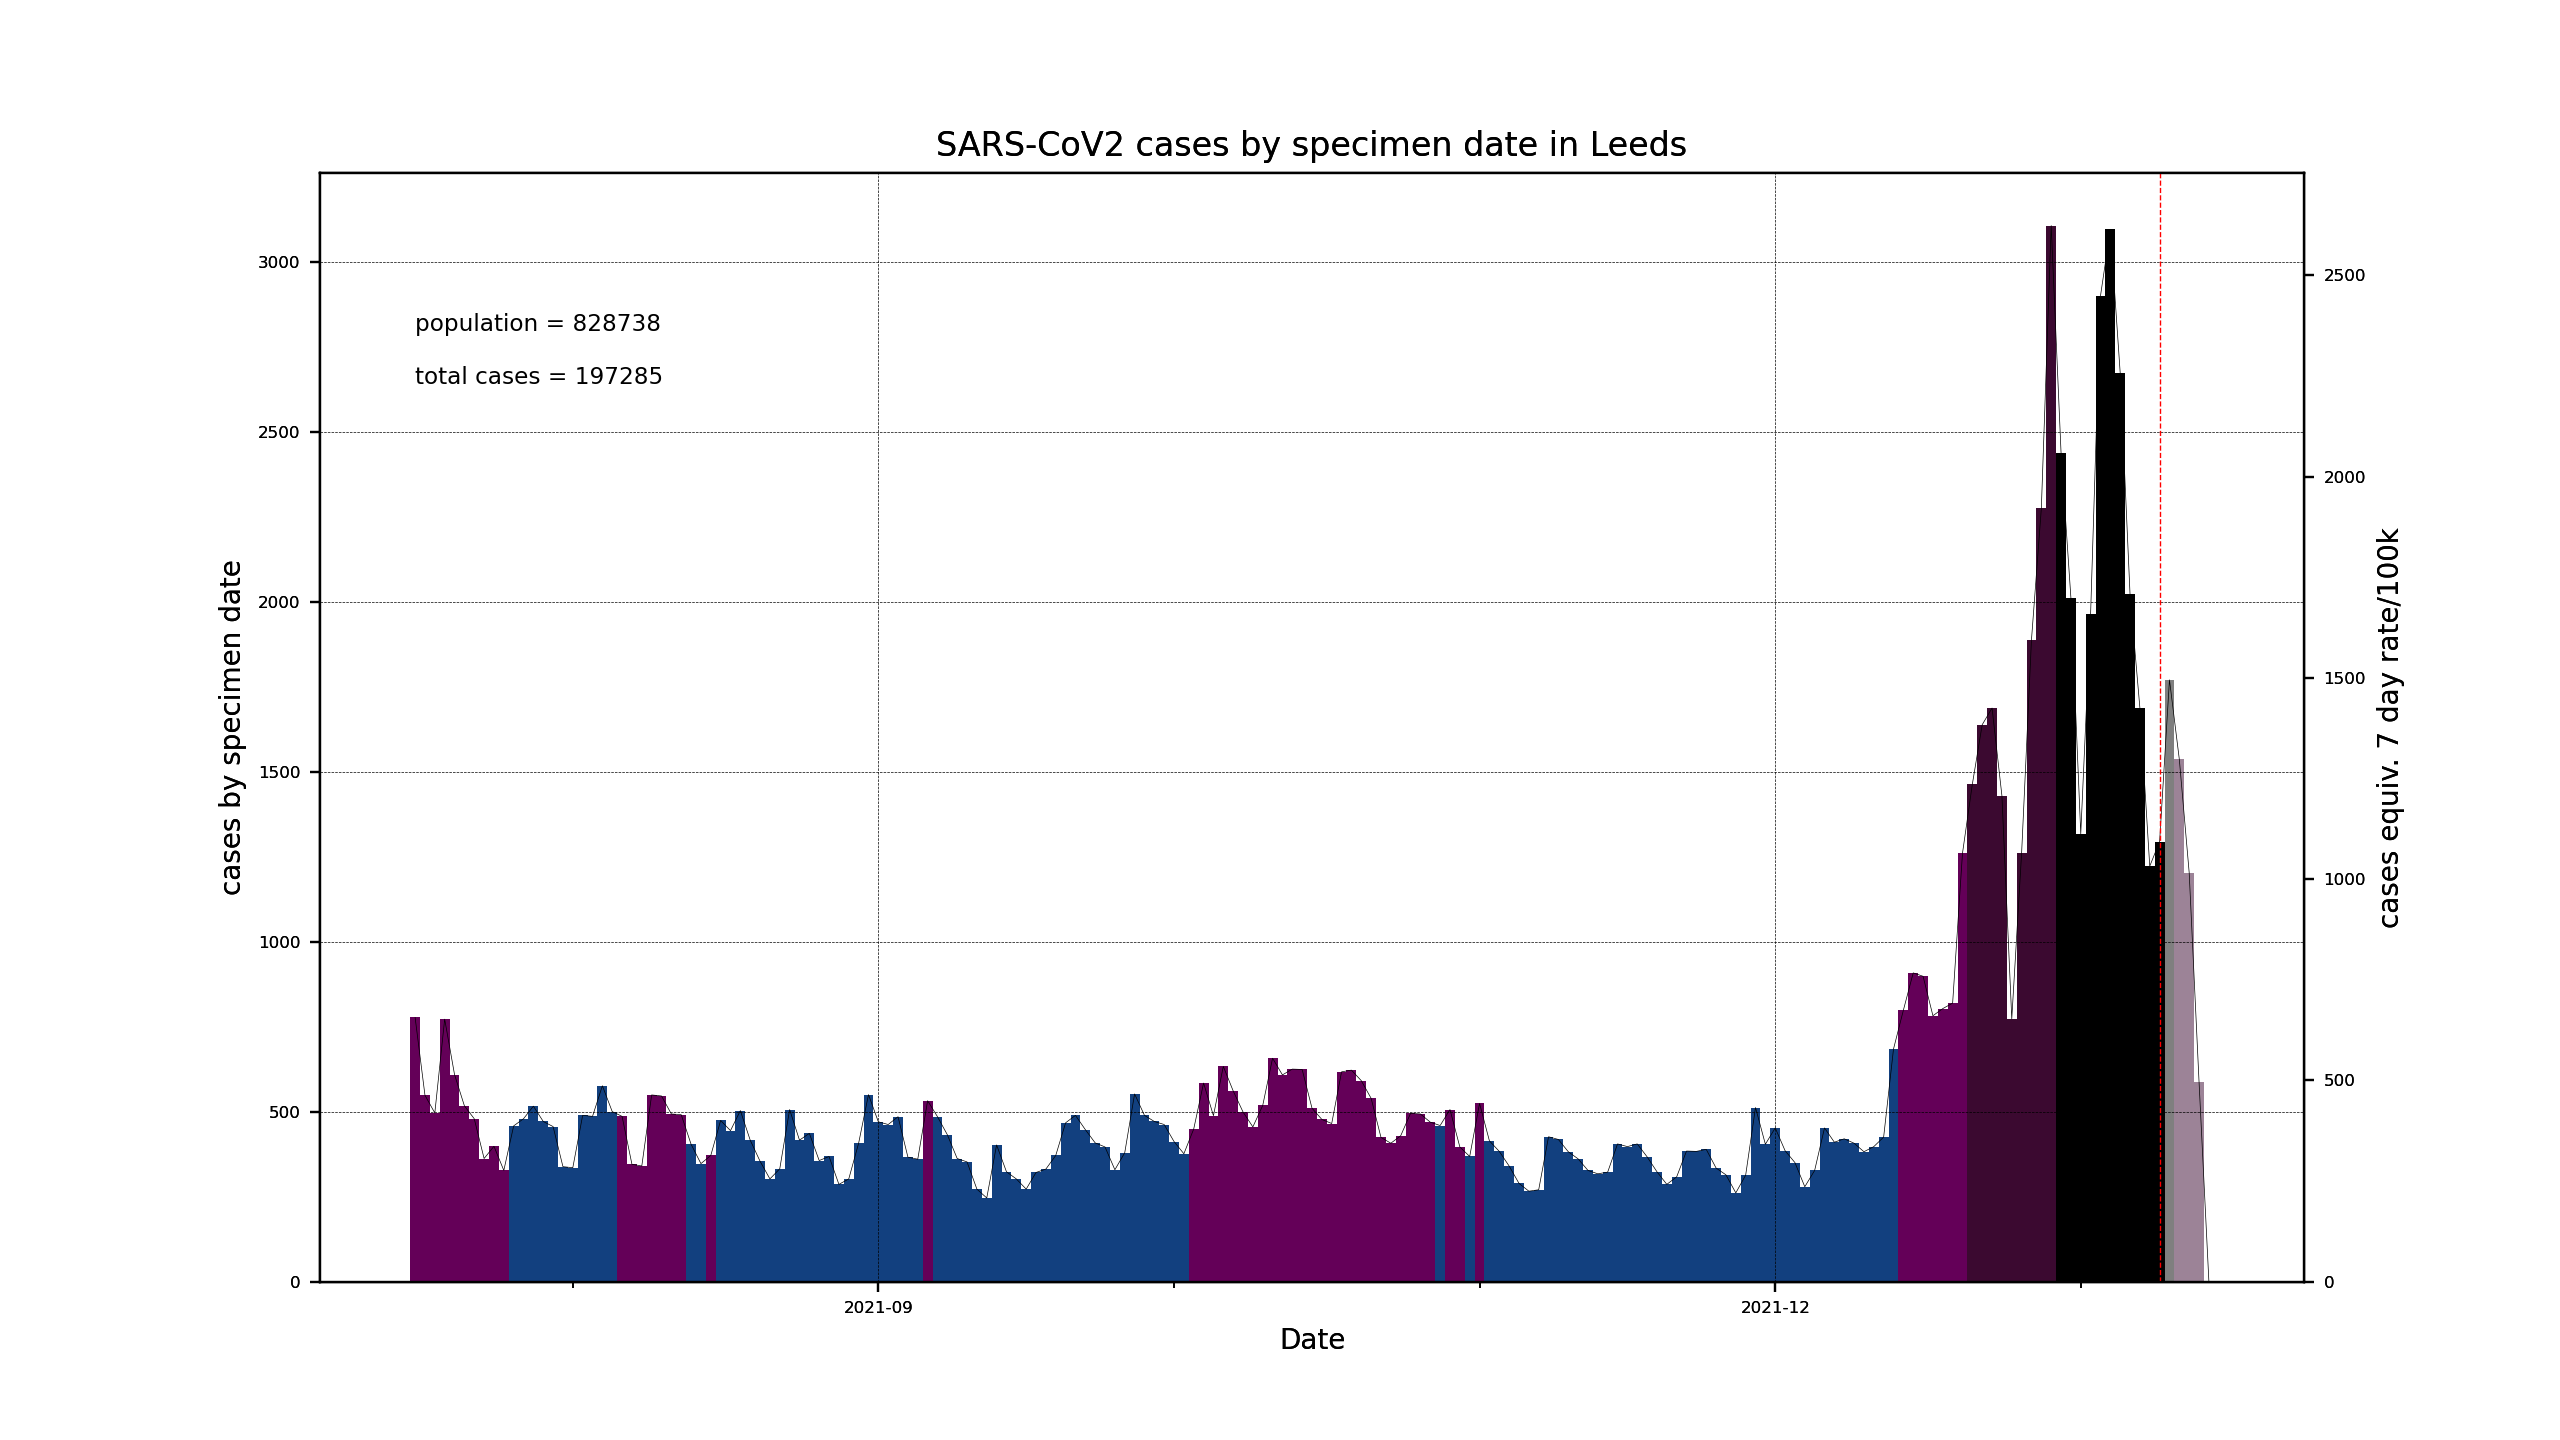 SARS-CoV2 cases by specimen date in Leeds
population = 828738
total cases = 197285
cases by specimen date
3000
2500
2000
1500
1000
500
0
2500
2000
1500
1000
500
0
cases equiv. 7 day rate/100k
2021-09
2021-12
Date